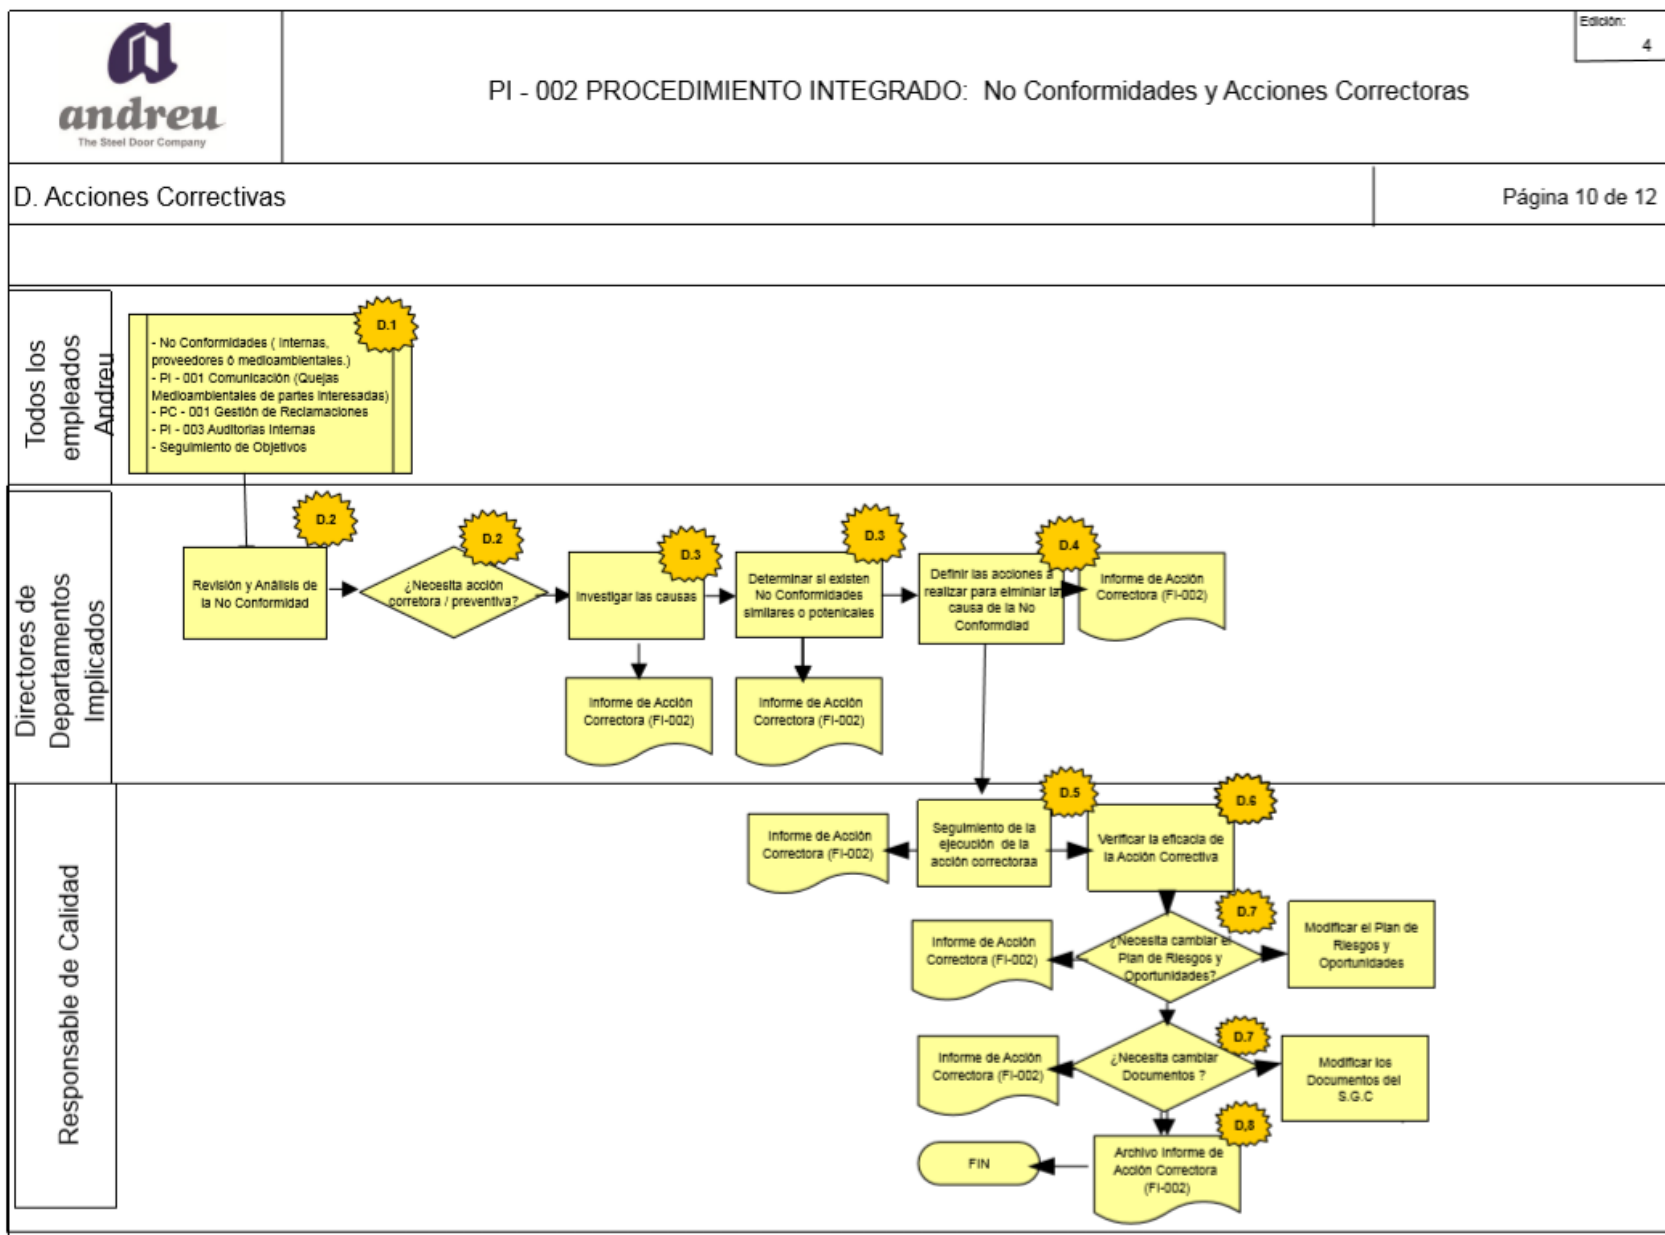 andreu
The Steel Door Company
PI - 002 PROCEDIMIENTO INTEGRADO: No Conformidades y Acciones Correctoras
Edición:
4
D. Acciones Correctivas
Página 10 de 12
Todos los
empleados
Andreu
- No Conformidades ( Internas,
proveedores ó medioambientales.)
- PI - 001 Comunicación (Quejas
Medioambientales de partes Interesadas)
- PC - 001 Gestión de Reclamaciones
- PI - 003 Auditorias Internas
- Seguimiento de Objetivos
D.1
Directores de
Departamentos
Implicados
Revisión y Análisis de
la No Conformidad
D.2
¿Necesita acción
corretora / preventiva?
D.2
Investigar las causas
D.3
Determinar si existen
No Conformidades
similares o potenicales
D.3
Definir las acciones a
realizar para elminiar la
causa de la No
Conformdiad
D.4
Informe de Acción
Correctora (FI-002)
Informe de Acción
Correctora (FI-002)
Informe de Acción
Correctora (FI-002)
Responsable de Calidad
Informe de Acción
Correctora (FI-002)
Seguimiento de la
ejecución de la
acción correctoraa
D.5
Verificar la eficacia de
la Acción Correctiva
D.6
Informe de Acción
Correctora (FI-002)
¿Necesita cambiar el
Plan de Riesgos y
Oportunidades?
D.7
Modificar el Plan de
Riesgos y
Oportunidades
Informe de Acción
Correctora (FI-002)
¿Necesita cambiar
Documentos ?
D.7
Modificar los
Documentos del
S.G.C
FIN
Archivo Informe de
Acción Correctora
(FI-002)
D,8